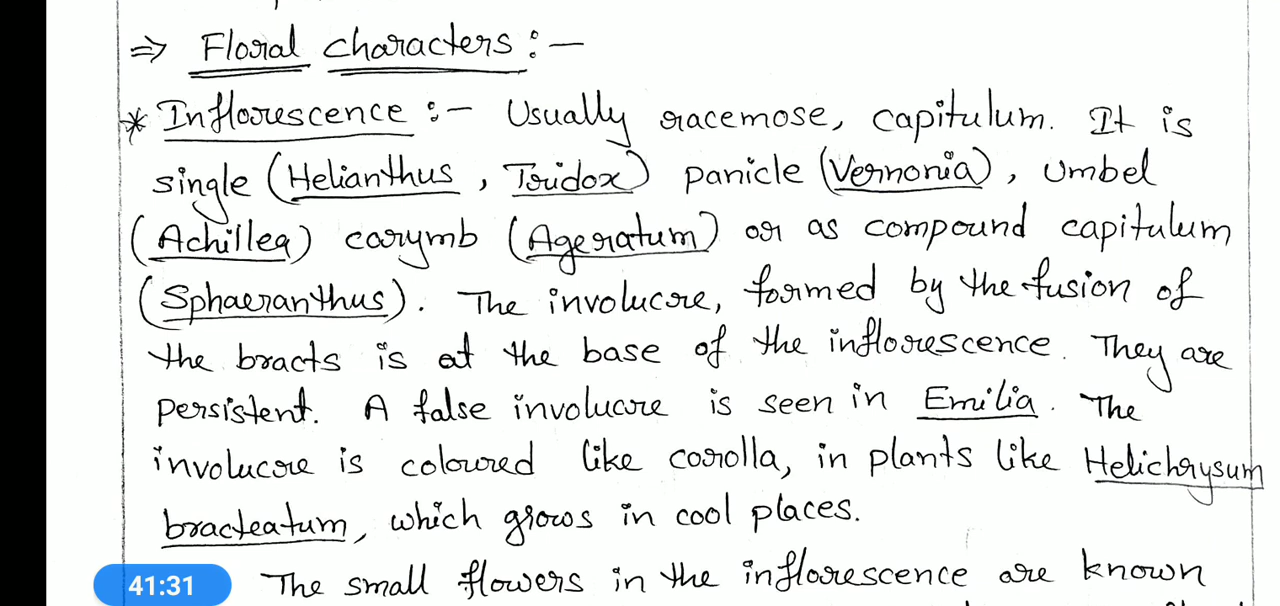 ⇒ Floral characters :—
* Inflorescence :— Usually racemose, capitulum. It is
single (Helianthus, Tridox) panicle (Vernonia), Umbel
(Achillea) corymb (Ageratum) or as compound capitulum
(Sphaeranthus). The involucre, formed by the fusion of
the bracts is at the base of the inflorescence. They are
persistent. A false involucre is seen in Emilia. The
involucre is coloured like corolla, in plants like Helichrysum
bracteatum, which grows in cool places.
41:31 The small flowers in the inflorescence are known